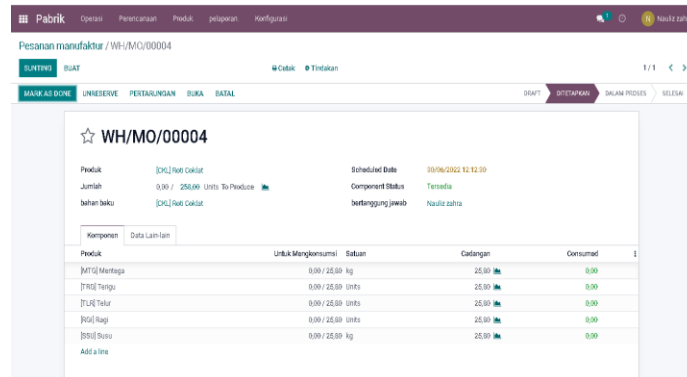 Pabrik Operasi Perencanaan Produk pelaporan Konfigurasi 1 N Nauliz zah
Pesanan manufaktur / WH/MO/00004
SUNTING BUAT Cetak Tindakan 1 / 1
MARK AS DONE UNRESERVE PERTARUNGAN BUKA BATAL DRAFT DITETAPKAN DALAM PROSES SELESAI
WH/MO/00004
Produk [CKL] Roti Coklat Scheduled Date 30/06/2022 12:12:30
Jumlah 0,00 / 250,00 Units To Produce Component Status Tersedia
bahan baku [CKL] Roti Coklat bertanggung jawab Nauliz zahra
Komponen Data Lain-lain
Produk Untuk Mengkonsumsi Satuan Cadangan Consumed
[MTG] Mentega 0,00 / 25,00 kg 25,00 0,00
[TRG] Terigu 0,00 / 25,00 Units 25,00 0,00
[TLR] Telur 0,00 / 25,00 Units 25,00 0,00
[RGI] Ragi 0,00 / 25,00 Units 25,00 0,00
[SSU] Susu 0,00 / 25,00 kg 25,00 0,00
Add a line